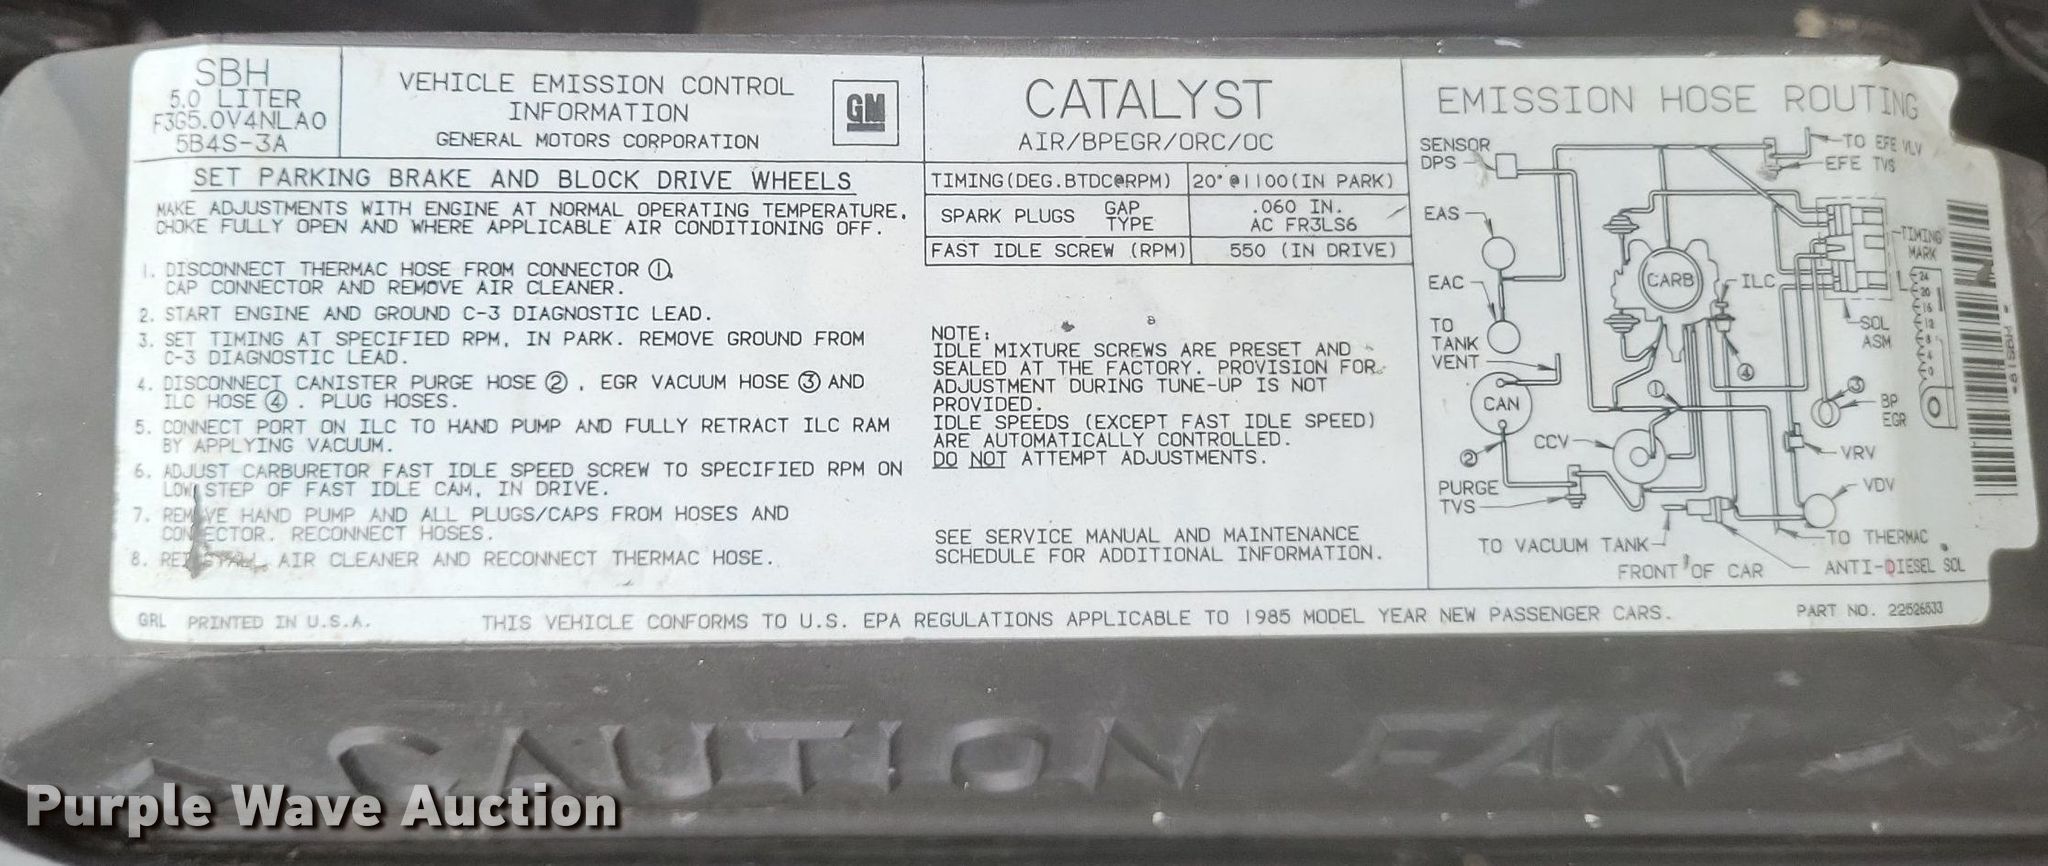 SBH
5.0 LITER
F3G5.0V4NLA0
5B4S-3A
VEHICLE EMISSION CONTROL
INFORMATION
GENERAL MOTORS CORPORATION
GM
CATALYST
AIR/BPEGR/ORC/OC
SET PARKING BRAKE AND BLOCK DRIVE WHEELS
MAKE ADJUSTMENTS WITH ENGINE AT NORMAL OPERATING TEMPERATURE,
CHOKE FULLY OPEN AND WHERE APPLICABLE AIR CONDITIONING OFF.
1. DISCONNECT THERMAC HOSE FROM CONNECTOR ①,
CAP CONNECTOR AND REMOVE AIR CLEANER.
2. START ENGINE AND GROUND C-3 DIAGNOSTIC LEAD.
3. SET TIMING AT SPECIFIED RPM, IN PARK. REMOVE GROUND FROM
C-3 DIAGNOSTIC LEAD.
4. DISCONNECT CANISTER PURGE HOSE ②, EGR VACUUM HOSE ③ AND
ILC HOSE ④. PLUG HOSES.
5. CONNECT PORT ON ILC TO HAND PUMP AND FULLY RETRACT ILC RAM
BY APPLYING VACUUM.
6. ADJUST CARBURETOR FAST IDLE SPEED SCREW TO SPECIFIED RPM ON
LOW STEP OF FAST IDLE CAM, IN DRIVE.
7. REMOVE HAND PUMP AND ALL PLUGS/CAPS FROM HOSES AND
CONNECTOR. RECONNECT HOSES.
8. REINSTALL AIR CLEANER AND RECONNECT THERMAC HOSE.
TIMING(DEG.BTDC@RPM) 20°@1100(IN PARK)
SPARK PLUGS GAP .060 IN.
TYPE AC FR3LS6
FAST IDLE SCREW (RPM) 550 (IN DRIVE)
NOTE:
IDLE MIXTURE SCREWS ARE PRESET AND
SEALED AT THE FACTORY. PROVISION FOR
ADJUSTMENT DURING TUNE-UP IS NOT
PROVIDED.
IDLE SPEEDS (EXCEPT FAST IDLE SPEED)
ARE AUTOMATICALLY CONTROLLED.
DO NOT ATTEMPT ADJUSTMENTS.
SEE SERVICE MANUAL AND MAINTENANCE
SCHEDULE FOR ADDITIONAL INFORMATION.
EMISSION HOSE ROUTING
SENSOR
DPS
TO EFE VLV
EFE TVS
EAS
EAC
TO
TANK
VENT
CAN
②
CCV
PURGE
TVS
CARB
ILC
①
④
③
TIMING
MARK
24
20
16
12
8
4
0
SOL
ASM
BP
EGR
VRV
VDV
TO VACUUM TANK
TO THERMAC
FRONT OF CAR
ANTI-DIESEL SOL
GRL PRINTED IN U.S.A.
THIS VEHICLE CONFORMS TO U.S. EPA REGULATIONS APPLICABLE TO 1985 MODEL YEAR NEW PASSENGER CARS.
PART NO. 22526533
CAUTION FAN
Purple Wave Auction